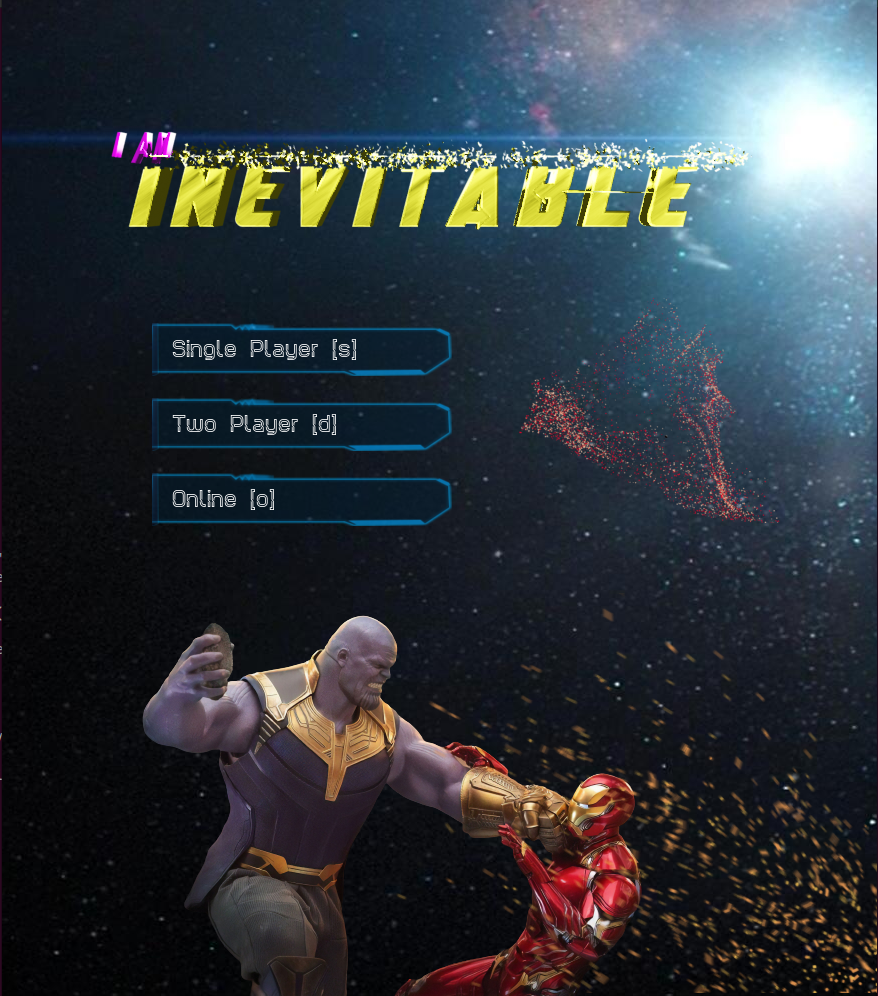 I AM
INEVITABLE
Single Player [s]
Two Player [d]
Online [o]